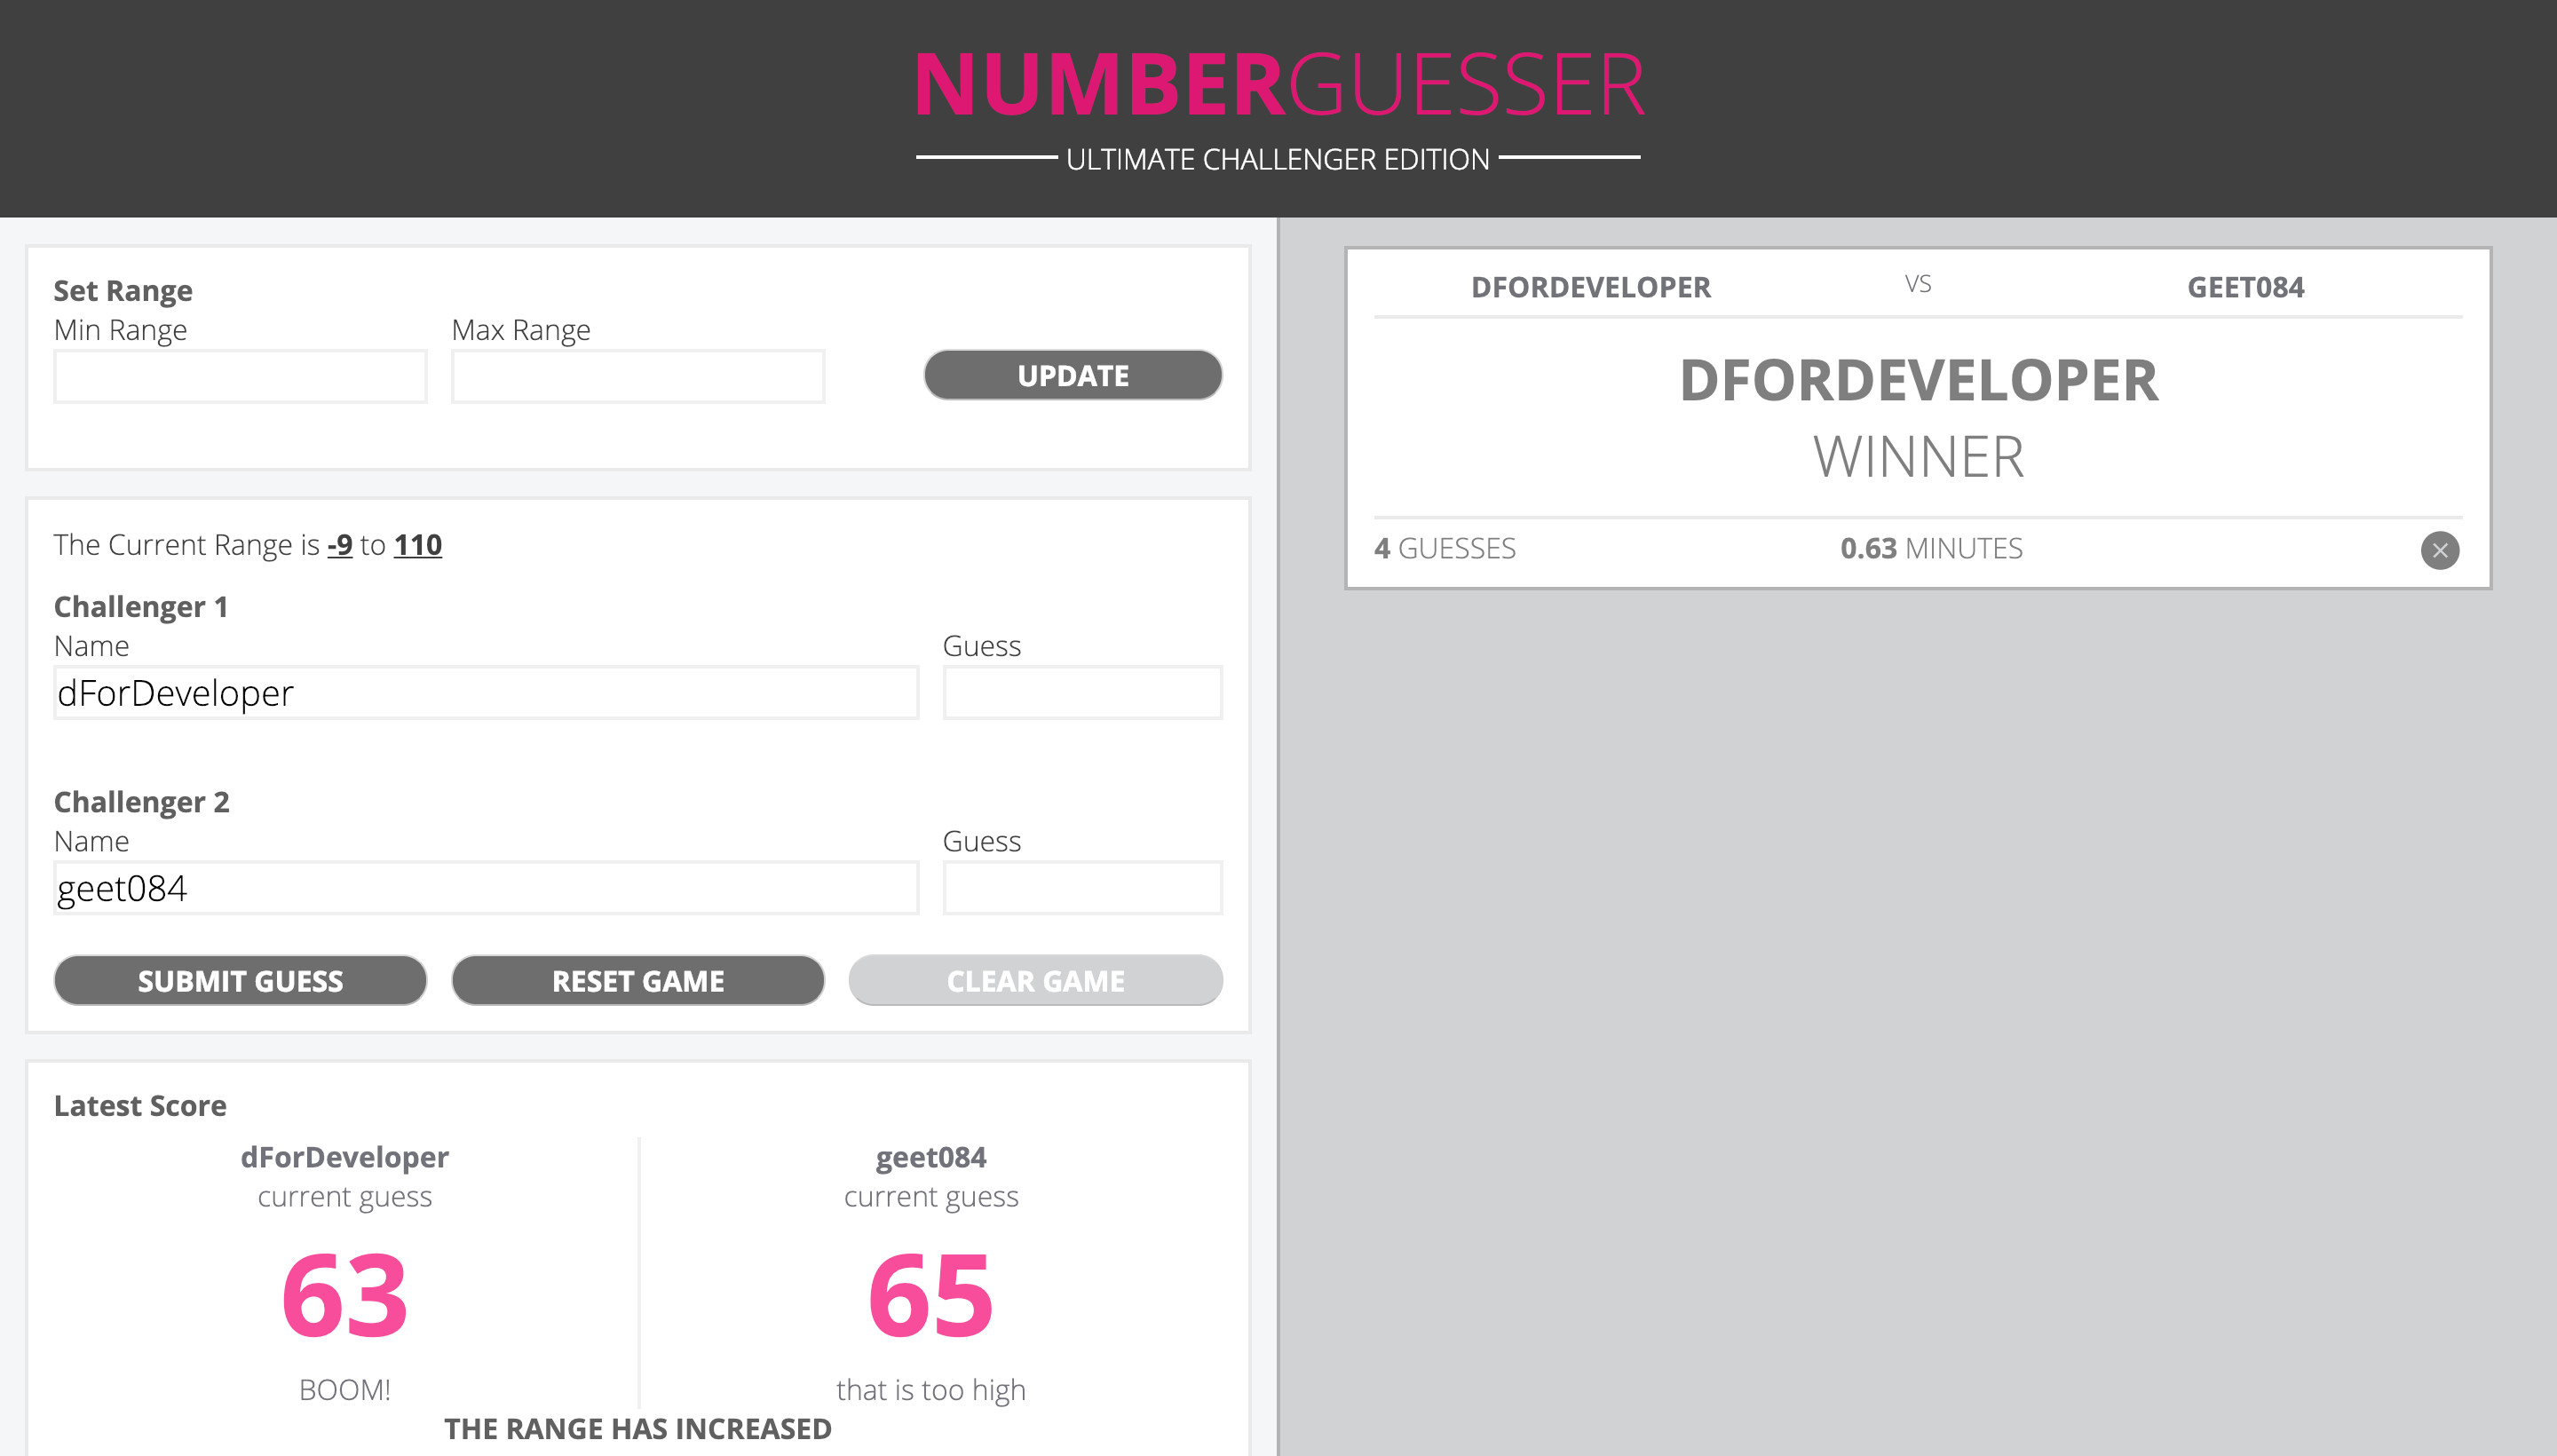 NUMBERGUESSER
ULTIMATE CHALLENGER EDITION
Set Range
Min Range Max Range
UPDATE
The Current Range is -9 to 110
Challenger 1
Name Guess
dForDeveloper
Challenger 2
Name Guess
geet084
SUBMIT GUESS RESET GAME CLEAR GAME
Latest Score
dForDeveloper geet084
current guess current guess
63 65
BOOM! that is too high
THE RANGE HAS INCREASED
DFORDEVELOPER VS GEET084
DFORDEVELOPER
WINNER
4 GUESSES 0.63 MINUTES